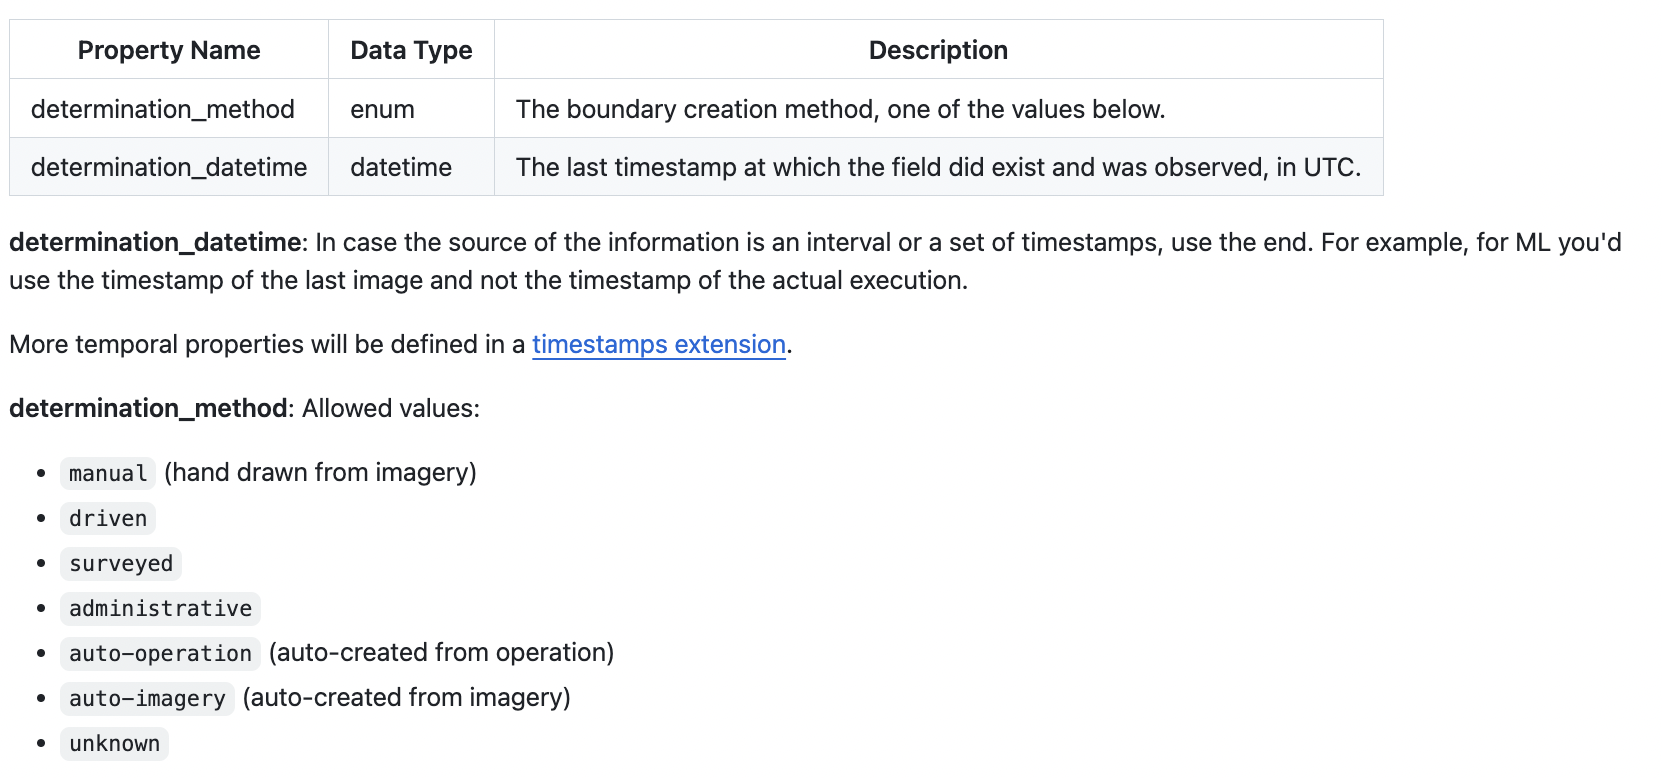 Property Name Data Type Description
determination_method enum The boundary creation method, one of the values below.
determination_datetime datetime The last timestamp at which the field did exist and was observed, in UTC.
determination_datetime: In case the source of the information is an interval or a set of timestamps, use the end. For example, for ML you'd
use the timestamp of the last image and not the timestamp of the actual execution.
More temporal properties will be defined in a timestamps extension.
determination_method: Allowed values:
• manual (hand drawn from imagery)
• driven
• surveyed
• administrative
• auto-operation (auto-created from operation)
• auto-imagery (auto-created from imagery)
• unknown